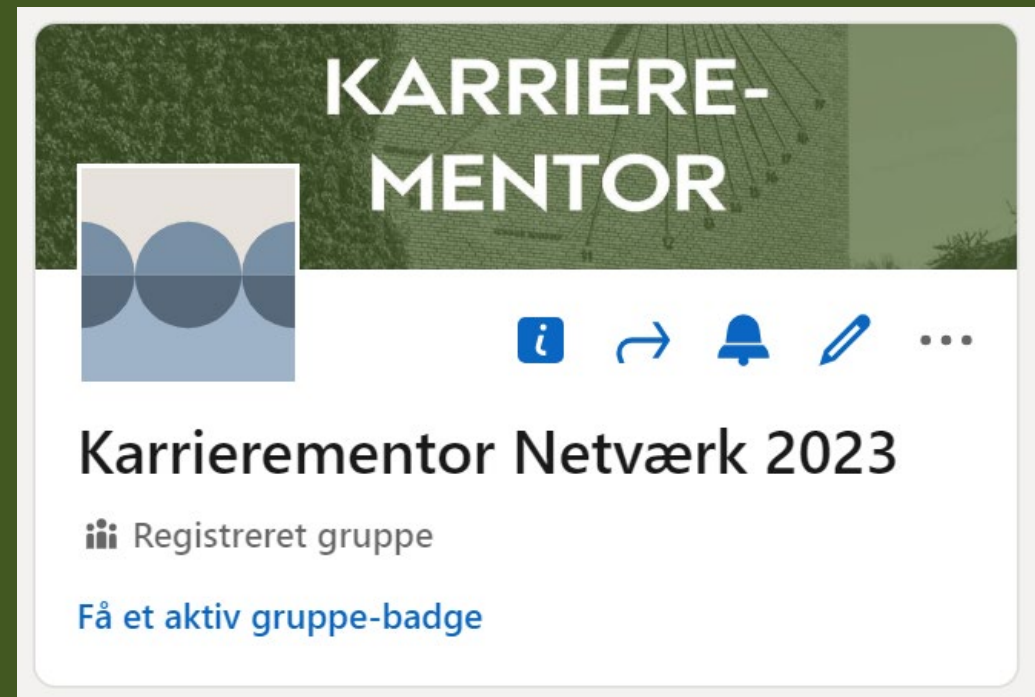 KARRIERE-
MENTOR
Karrierementor Netværk 2023
Registreret gruppe
Få et aktiv gruppe-badge